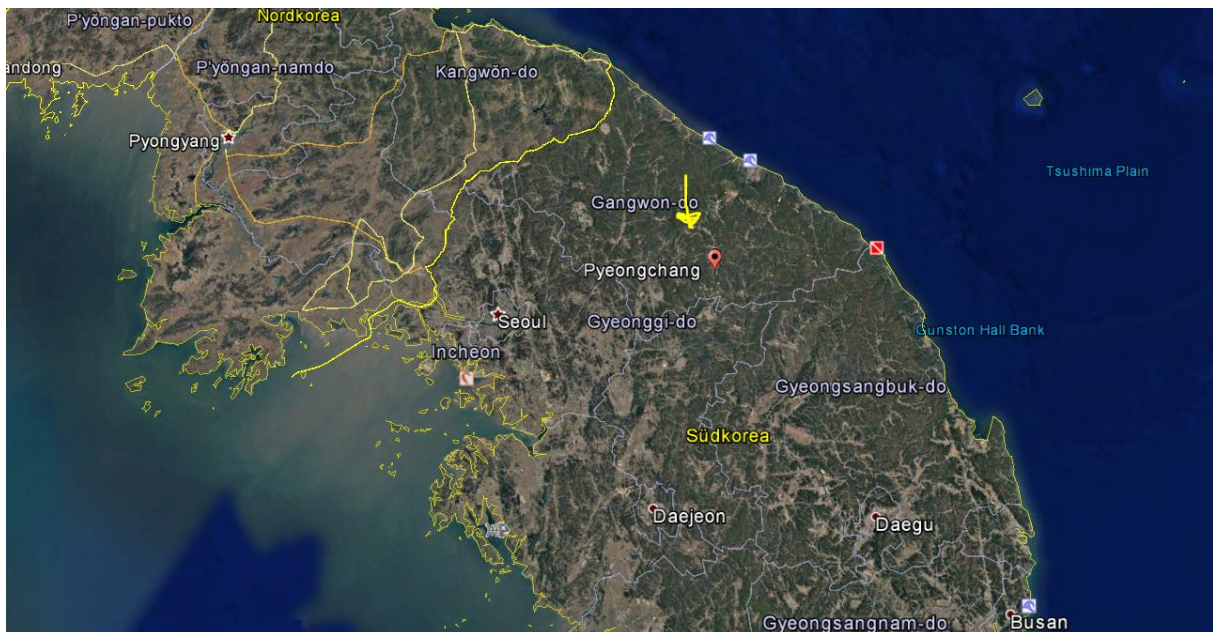 P'yŏngan-pukto
Nordkorea
andong
P'yŏngan-namdo
Kangwŏn-do
Pyongyang
Tsushima Plain
Gangwon-do
Pyeongchang
Seoul
Gyeonggi-do
Gunston Hall Bank
Incheon
Gyeongsangbuk-do
Südkorea
Daejeon
Daegu
Gyeongsangnam-do
Busan